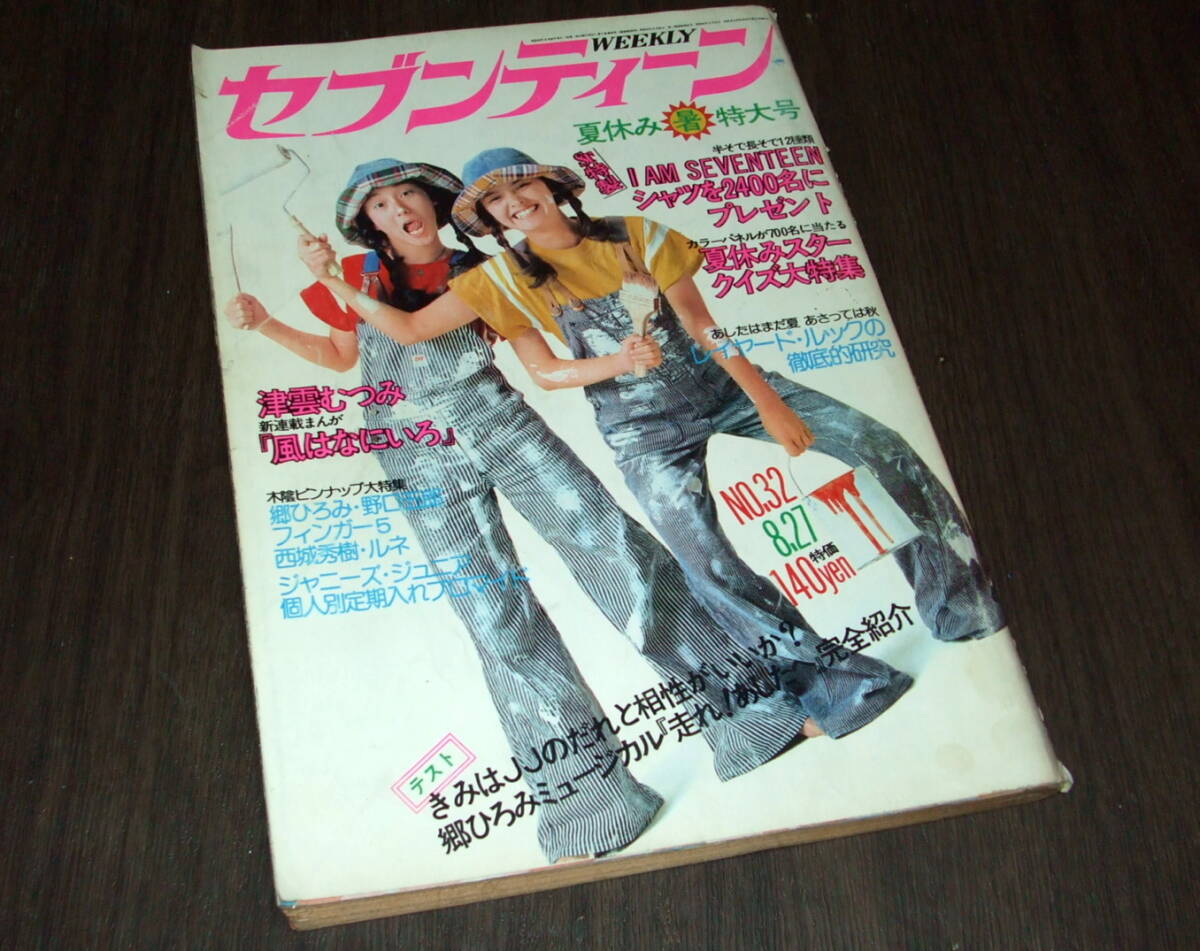 WEEKLY
セブンティーン
夏休み 暑 特大号
半そで長そで12種類
ST特製
I AM SEVENTEEN
シャツを2400名に
プレゼント
カラーパネルが700名に当たる
夏休みスター
クイズ大特集
あしたはまだ夏 あさっては秋
レイヤード・ルックの
徹底的研究
津雲むつみ
新連載まんが
『風はなにいろ』
木陰ピンナップ大特集
郷ひろみ・野口五郎
フィンガー5
西城秀樹・ルネ
ジャニーズ・ジュニア
個人別定期入れブロマイド
NO.32
8.27
特価
140yen
テスト
きみはJJのだれと相性がいいか?
郷ひろみミュージカル『走れ!あした』完全紹介